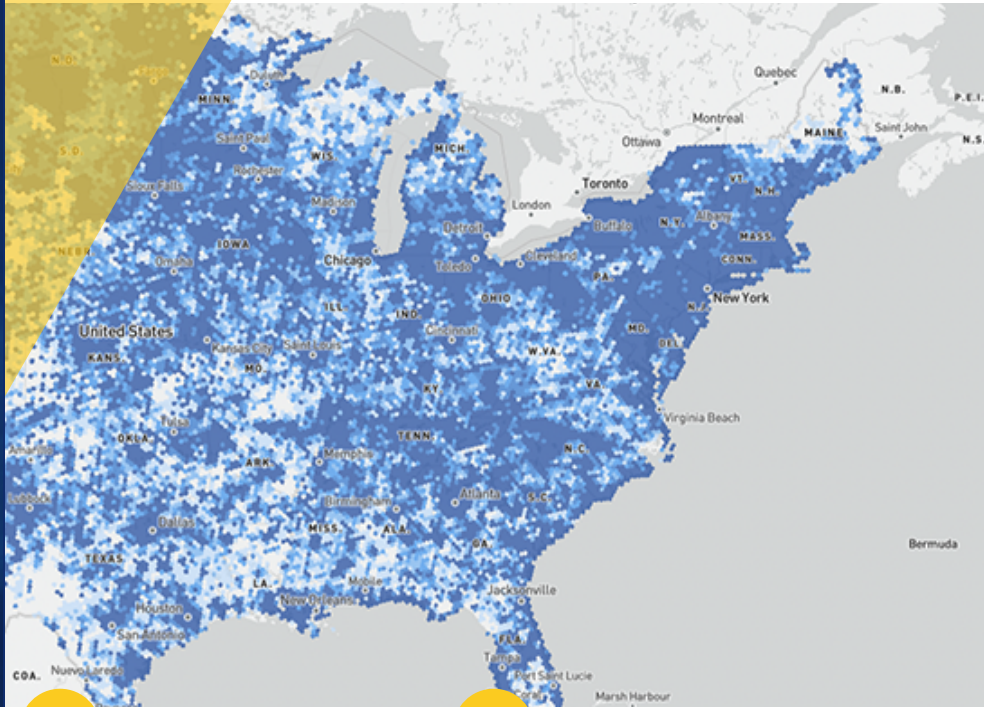 N.D.
Fargo
Duluth
Quebec
N.B.
P.E.I.
MINN.
Montreal
Saint John
MAINE
Ottawa
N.S.
Saint Paul
S.D.
WIS.
MICH.
Rochester
VT.
Toronto
N.H.
Sioux Falls
Madison
London
Detroit
Buffalo
N.Y.
Albany
MASS.
IOWA
NEBR.
Omaha
Chicago
Toledo
Cleveland
CONN.
PA.
OHIO
New York
ILL.
IND.
N.J.
United States
Cincinnati
MD.
DEL.
KANS.
Kansas City
Saint Louis
W.VA.
MO.
KY.
VA.
Virginia Beach
Tulsa
OKLA.
TENN.
N.C.
Amarillo
ARK.
Memphis
Lubbock
Birmingham
Atlanta
S.C.
Dallas
MISS.
ALA.
GA.
Bermuda
TEXAS
LA.
Mobile
Jacksonville
New Orleans
Houston
San Antonio
FLA.
Tampa
COA.
Nuevo Laredo
Port Saint Lucie
Coral
Marsh Harbour